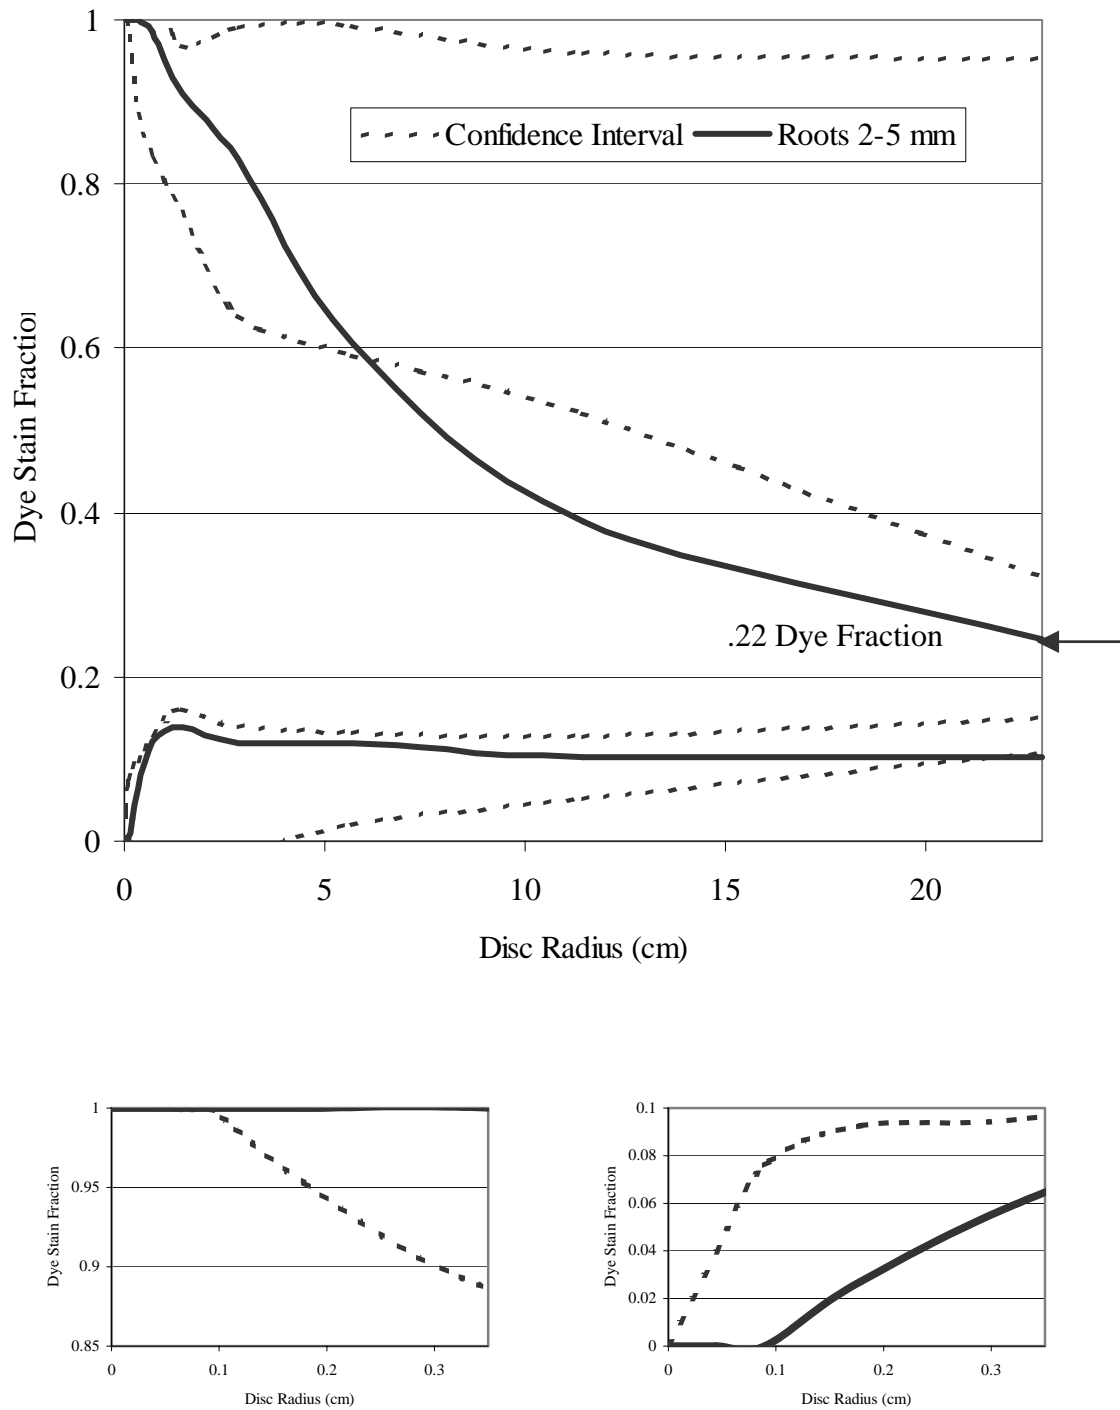 1
Confidence Interval Roots 2-5 mm
0.8
0.6
Dye Stain Fraction
0.4
.22 Dye Fraction
0.2
0
0 5 10 15 20
Disc Radius (cm)
1
0.95
Dye Stain Fraction
0.9
0.85
0 0.1 0.2 0.3
Disc Radius (cm)
0.1
0.08
0.06
Dye Stain Fraction
0.04
0.02
0
0 0.1 0.2 0.3
Disc Radius (cm)